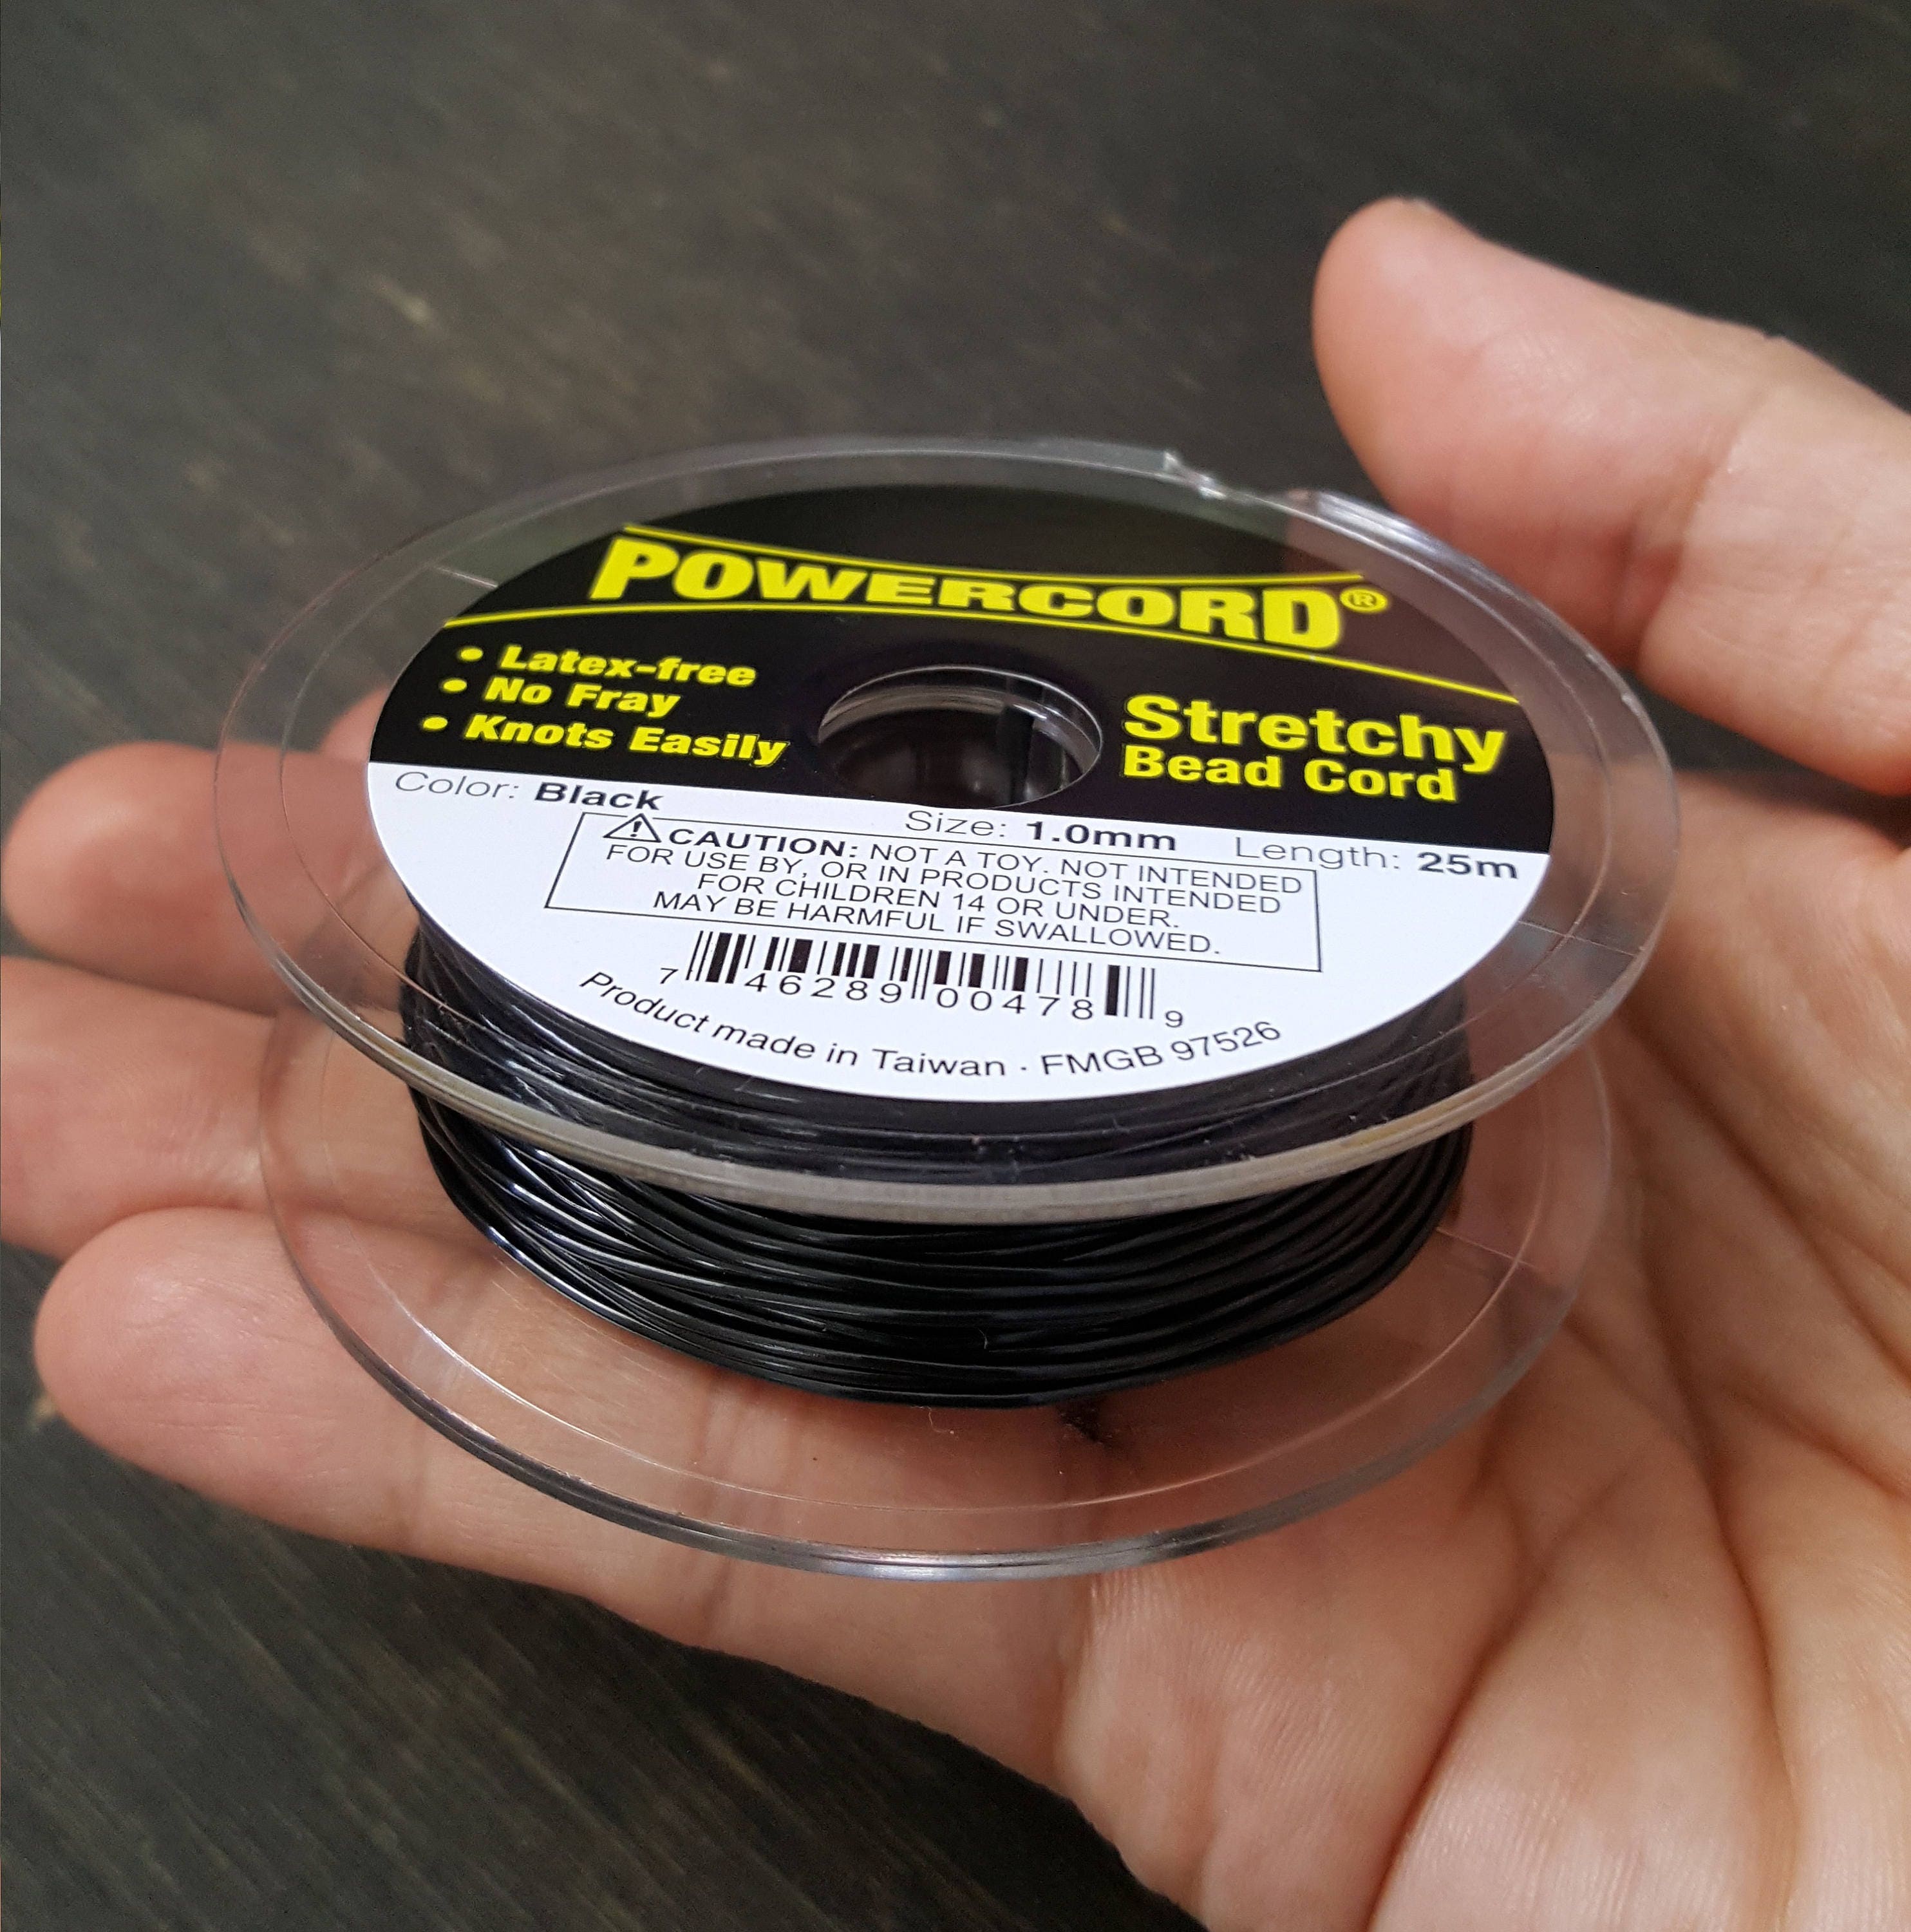 POWERCORD®
• Latex-free
• No Fray
• Knots Easily
Stretchy
Bead Cord
Color: Black Size: 1.0mm Length: 25m
⚠CAUTION: NOT A TOY. NOT INTENDED
FOR USE BY, OR IN PRODUCTS INTENDED
FOR CHILDREN 14 OR UNDER.
MAY BE HARMFUL IF SWALLOWED.
7 46289 00478 9
Product made in Taiwan · FMGB 97526